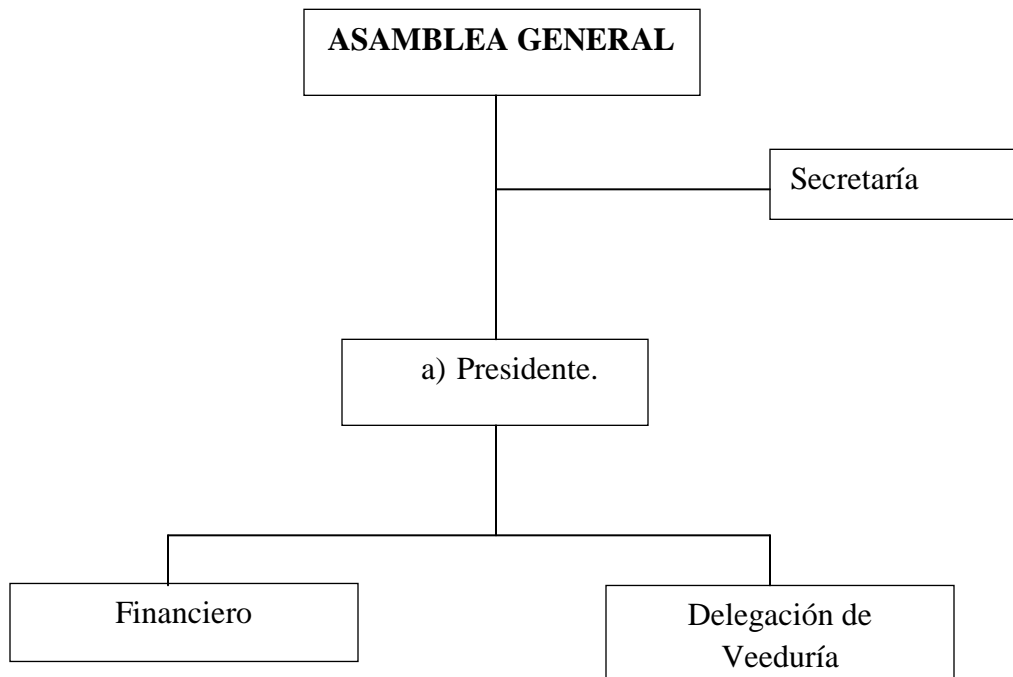 ASAMBLEA GENERAL
Secretaría
a) Presidente.
Financiero
Delegación de
Veeduría